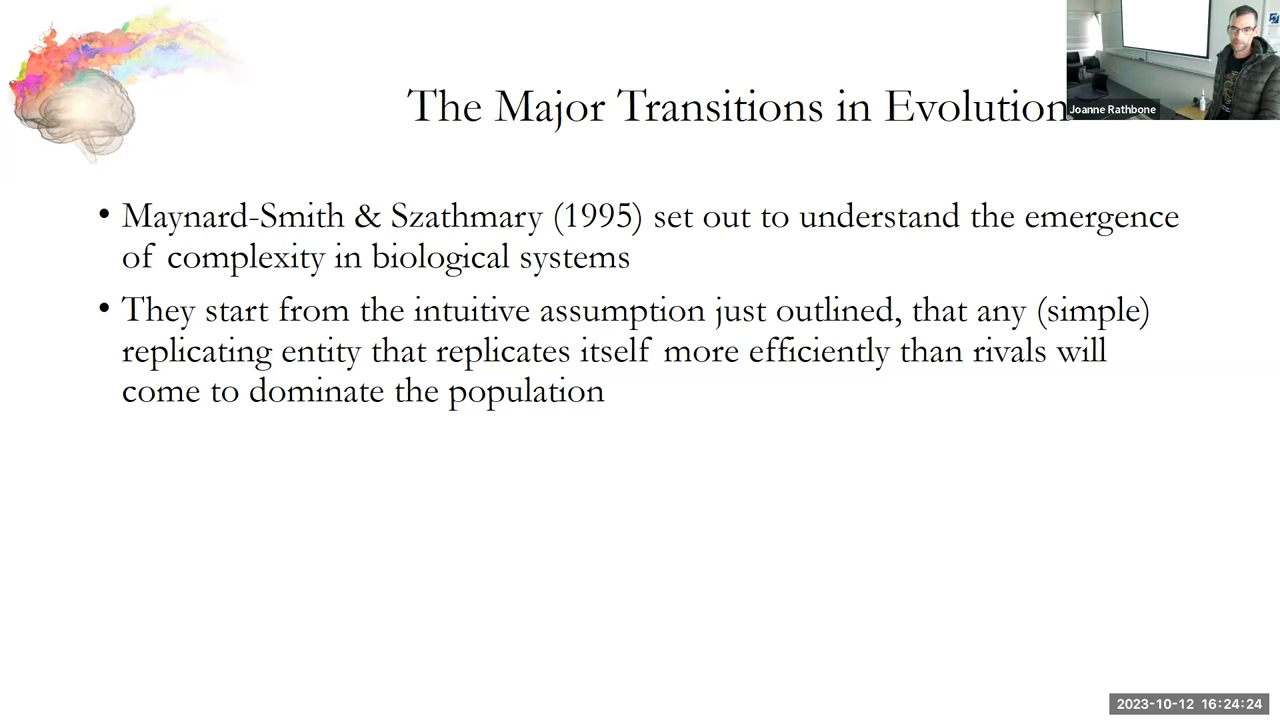 The Major Transitions in Evolution
Joanne Rathbone
• Maynard-Smith & Szathmary (1995) set out to understand the emergence
of complexity in biological systems
• They start from the intuitive assumption just outlined, that any (simple)
replicating entity that replicates itself more efficiently than rivals will
come to dominate the population
2023-10-12 16:24:24